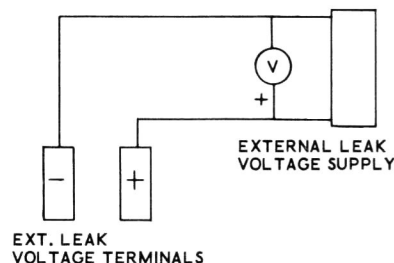 V
+
EXTERNAL LEAK
VOLTAGE SUPPLY
- +
EXT. LEAK
VOLTAGE TERMINALS